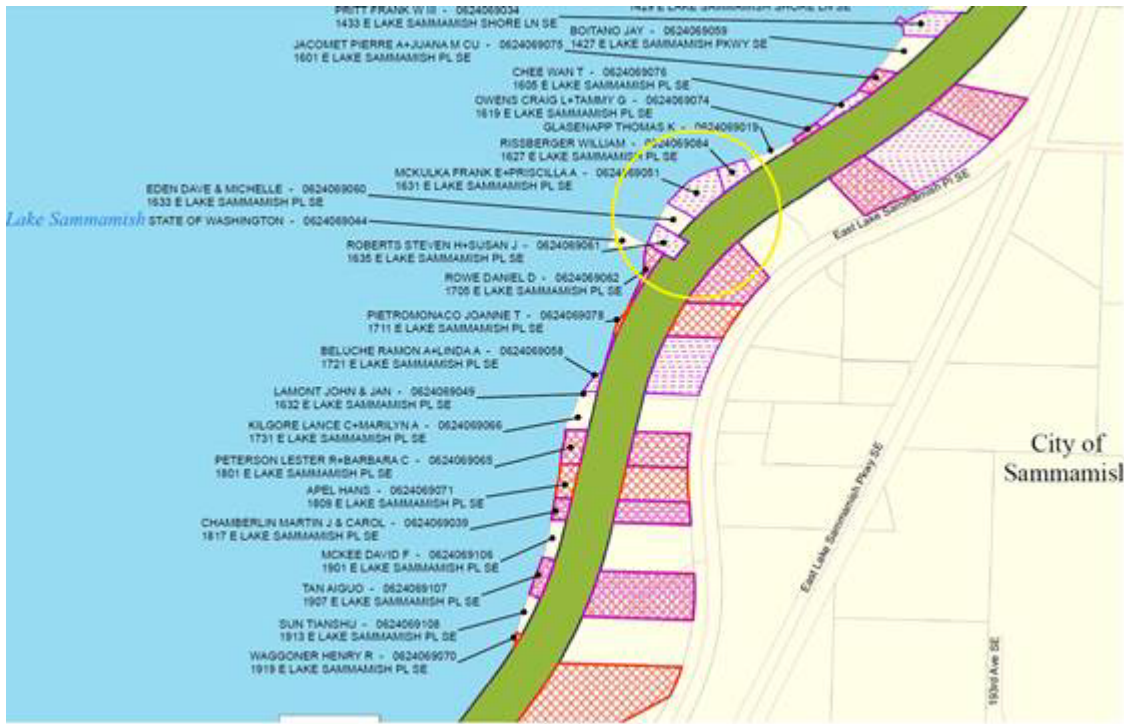 PRITT FRANK W III - 0624069034
1433 E LAKE SAMMAMISH SHORE LN SE
1429 E LAKE SAMMAMISH SHORE LN SE
BOITANO JAY - 0624069059
1427 E LAKE SAMMAMISH PKWY SE
JACOMET PIERRE A+JUANA M CU - 0624069075
1601 E LAKE SAMMAMISH PL SE
CHEE WAN T - 0624069076
1605 E LAKE SAMMAMISH PL SE
OWENS CRAIG L+TAMMY G - 0624069074
1619 E LAKE SAMMAMISH PL SE
GLASENAPP THOMAS K - 0624069019
RISSBERGER WILLIAM - 0624069084
1627 E LAKE SAMMAMISH PL SE
MCKULKA FRANK E+PRISCILLA A - 0624069051
1631 E LAKE SAMMAMISH PL SE
EDEN DAVE & MICHELLE - 0624069060
1633 E LAKE SAMMAMISH PL SE
Lake Sammamish
STATE OF WASHINGTON - 0624069044
ROBERTS STEVEN H+SUSAN J - 0624069061
1635 E LAKE SAMMAMISH PL SE
ROWE DANIEL D - 0624069062
1705 E LAKE SAMMAMISH PL SE
PIETROMONACO JOANNE T - 0624069078
1711 E LAKE SAMMAMISH PL SE
BELUCHE RAMON A+LINDA A - 0624069058
1721 E LAKE SAMMAMISH PL SE
LAMONT JOHN & JAN - 0624069049
1632 E LAKE SAMMAMISH PL SE
KILGORE LANCE C+MARILYN A - 0624069066
1731 E LAKE SAMMAMISH PL SE
PETERSON LESTER R+BARBARA C - 0624069065
1801 E LAKE SAMMAMISH PL SE
APEL HANS - 0624069071
1809 E LAKE SAMMAMISH PL SE
CHAMBERLIN MARTIN J & CAROL - 0624069039
1817 E LAKE SAMMAMISH PL SE
MCKEE DAVID F - 0624069106
1901 E LAKE SAMMAMISH PL SE
TAN AIGUO - 0624069107
1907 E LAKE SAMMAMISH PL SE
SUN TIANSHU - 0624069108
1913 E LAKE SAMMAMISH PL SE
WAGGONER HENRY R - 0624069070
1919 E LAKE SAMMAMISH PL SE
East Lake Sammamish Pl SE
East Lake Sammamish Pkwy SE
City of
Sammamish
193rd Ave SE